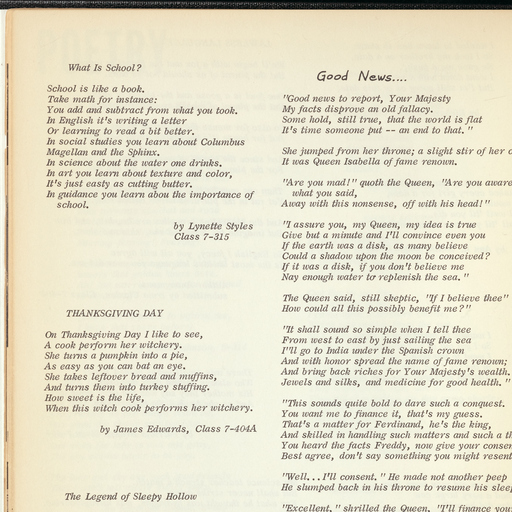 What Is School?
School is like a book.
Take math for instance:
You add and subtract from what you took.
In English it's writing a letter
Or learning to read a bit better.
In social studies you learn about Columbus
Magellan and the Sphinx.
In science about the water one drinks.
In art you learn about texture and color,
It's just easty as cutting butter.
In guidance you learn abou the importance of
school.
by Lynette Styles
Class 7-315
THANKSGIVING DAY
On Thanksgiving Day I like to see,
A cook perform her witchery.
She turns a pumpkin into a pie,
As easy as you can bat an eye.
She takes leftover bread and muffins,
And turns them into turkey stuffing.
How sweet is the life,
When this witch cook performs her witchery.
by James Edwards, Class 7-404A
The Legend of Sleepy Hollow
Good News....
"Good news to report, Your Majesty
My facts disprove an old fallacy.
Some hold, still true, that the world is flat
It's time someone put -- an end to that. "
She jumped from her throne; a slight stir of her
It was Queen Isabella of fame renown.
"Are you mad!" quoth the Queen, "Are you aware
what you said,
Away with this nonsense, off with his head!"
"I assure you, my Queen, my idea is true
Give but a minute and I'll convince even you
If the earth was a disk, as many believe
Could a shadow upon the moon be conceived?
If it was a disk, if you don't believe me
Nay enough water to replenish the sea. "
The Queen said, still skeptic, "If I believe thee"
How could all this possibly benefit me?"
"It shall sound so simple when I tell thee
From west to east by just sailing the sea
I'll go to India under the Spanish crown
And with honor spread the name of fame renown;
And bring back riches for Your Majesty's wealth.
Jewels and silks, and medicine for good health. "
"This sounds quite bold to dare such a conquest.
You want me to finance it, that's my guess.
That's a matter for Ferdinand, he's the king,
And skilled in handling such matters and such a
You heard the facts Freddy, now give your
Best agree, don't say something you might
"Well...I'll consent. " He made not another peep
He slumped back in his throne to resume his
"Excellent, " shrilled the Queen, "I'll finance